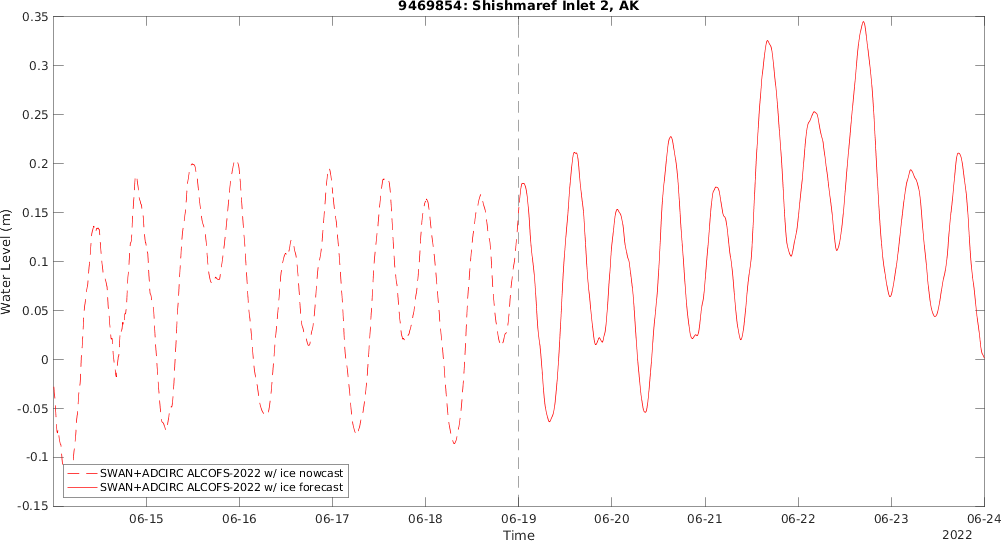 9469854: Shishmaref Inlet 2, AK
0.35
0.3
0.25
0.2
0.15
0.1
0.05
0
-0.05
-0.1
-0.15
Water Level (m)
SWAN+ADCIRC ALCOFS-2022 w/ ice nowcast
SWAN+ADCIRC ALCOFS-2022 w/ ice forecast
06-15 06-16 06-17 06-18 06-19 06-20 06-21 06-22 06-23 06-24
Time
2022